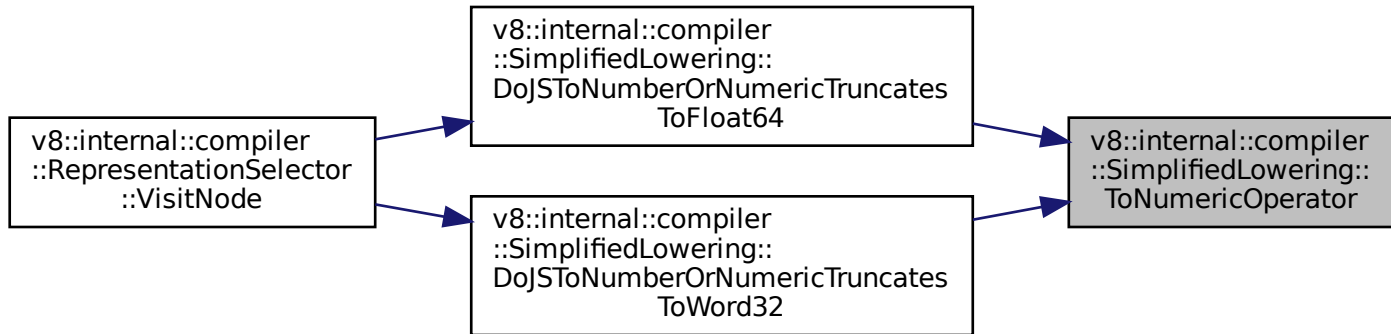 v8::internal::compiler
::RepresentationSelector
::VisitNode
v8::internal::compiler
::SimplifiedLowering::
DoJSToNumberOrNumericTruncates
ToFloat64
v8::internal::compiler
::SimplifiedLowering::
DoJSToNumberOrNumericTruncates
ToWord32
v8::internal::compiler
::SimplifiedLowering::
ToNumericOperator